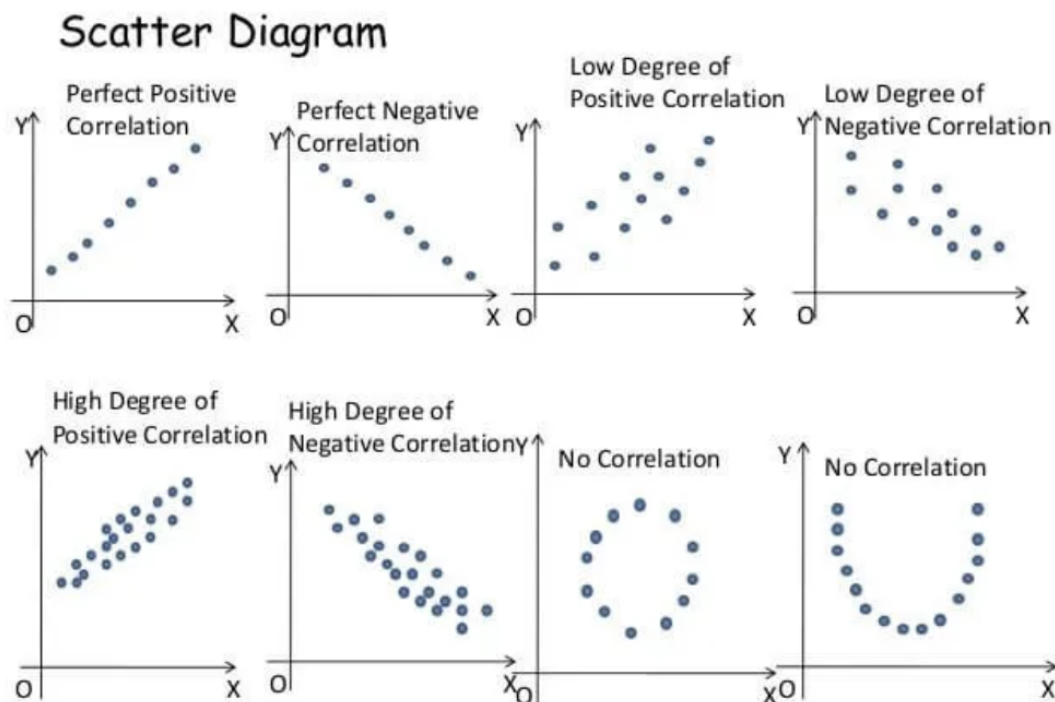 Scatter Diagram
Perfect Positive
Correlation
Y
O
X
Perfect Negative
Correlation
Y
O
X
Low Degree of
Positive Correlation
Y
O
X
Low Degree of
Negative Correlation
Y
O
X
High Degree of
Positive Correlation
Y
O
X
High Degree of
Negative Correlation
Y
O
X
No Correlation
Y
O
X
No Correlation
Y
O
X